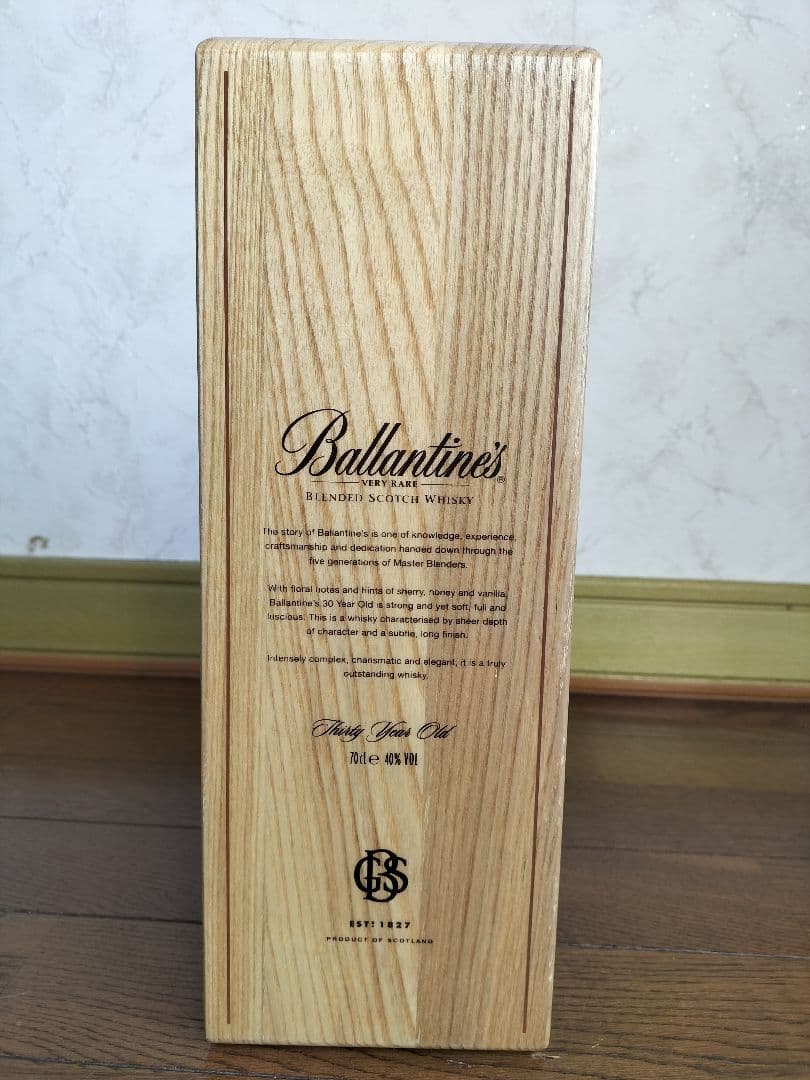 Ballantine's®
VERY RARE
BLENDED SCOTCH WHISKY
The story of Ballantine's is one of knowledge, experience,
craftsmanship and dedication handed down through the
five generations of Master Blenders.
With floral notes and hints of sherry, honey and vanilla,
Ballantine's 30 Year Old is strong and yet soft, full and
luscious. This is a whisky characterised by sheer depth
of character and a subtle, long finish.
Intensely complex, charismatic and elegant, it is a truly
outstanding whisky.
Thirty Year Old
70cl e 40% VOL
GBS
ESTD 1827
PRODUCT OF SCOTLAND